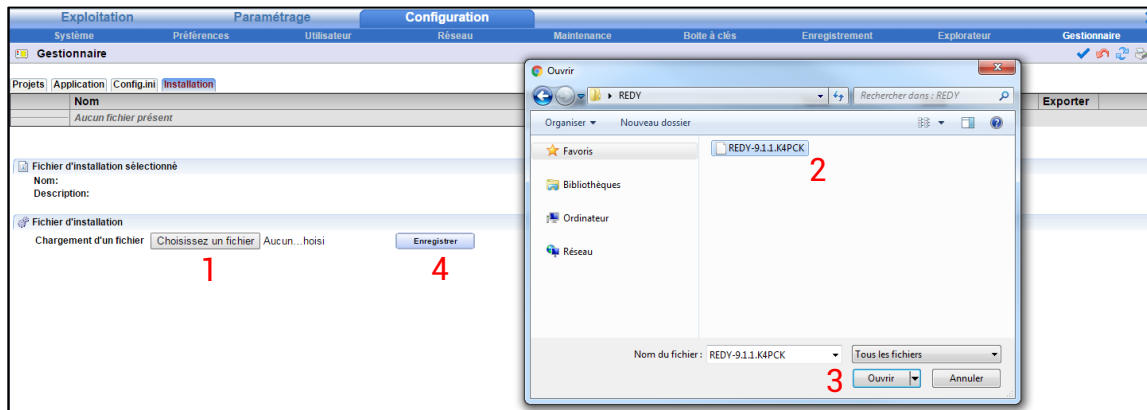 Exploitation Paramétrage Configuration
Système Préférences Utilisateur Réseau Maintenance Boite à clés Enregistrement Explorateur Gestionnaire
Gestionnaire
Projets Application Config.ini Installation
Nom Exporter
Aucun fichier présent
Fichier d'installation sélectionné
Nom:
Description:
Fichier d'installation
Chargement d'un fichier Choisissez un fichier Aucun...hoisi Enregistrer
1
4
Ouvrir
REDY Rechercher dans : REDY
Organiser Nouveau dossier
Favoris
Bibliothèques
Ordinateur
Réseau
REDY-9.1.1.K4PCK
2
Nom du fichier : REDY-9.1.1.K4PCK Tous les fichiers
3 Ouvrir Annuler